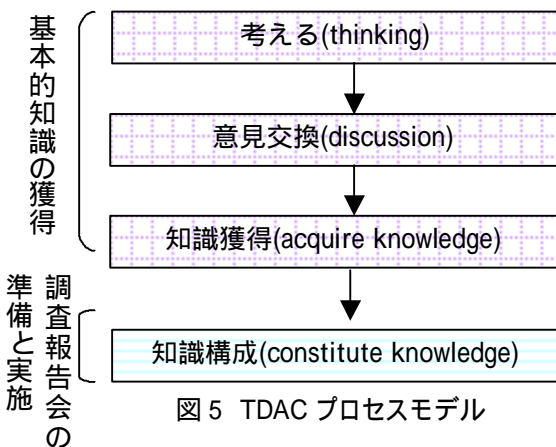 基本的知識の獲得
考える(thinking)
意見交換(discussion)
知識獲得(acquire knowledge)
調査報告会の
準備と実施
知識構成(constitute knowledge)
図 5 TDAC プロセスモデル